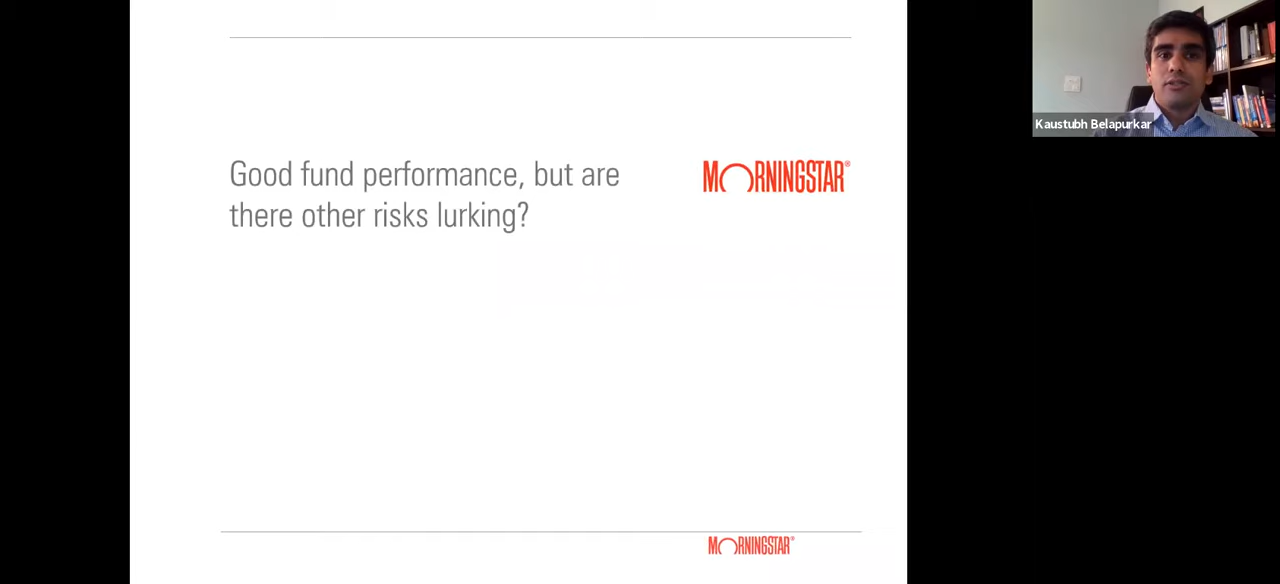 Good fund performance, but are
there other risks lurking?
MORNINGSTAR®
Kaustubh Belapurkar
MORNINGSTAR®